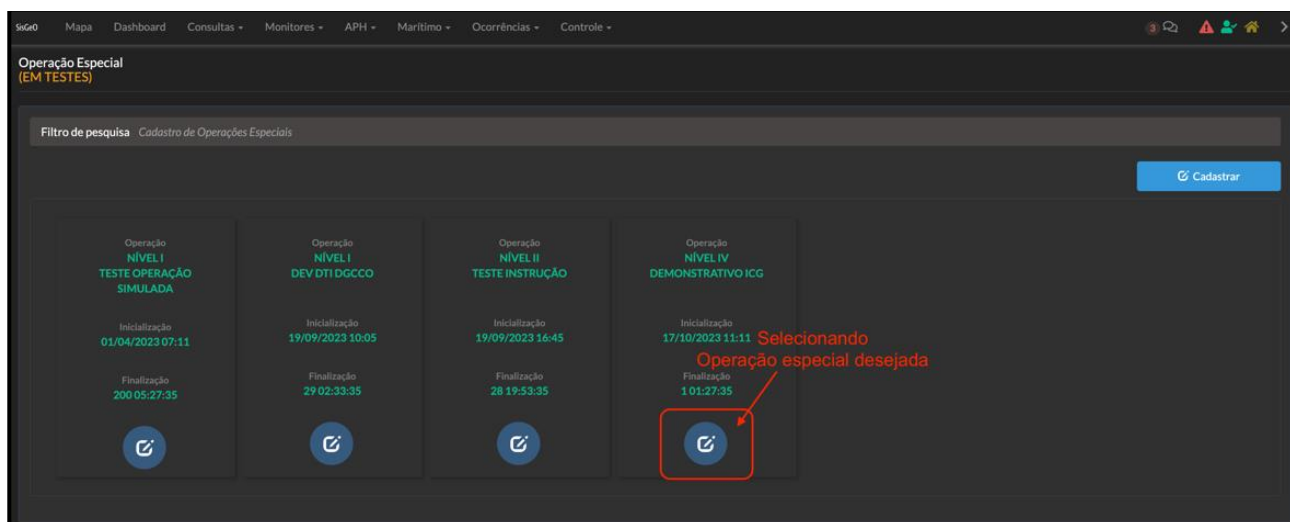 SisGeO Mapa Dashboard Consultas Monitores APH Marítimo Ocorrências Controle 3
Operação Especial
(EM TESTES)
Filtro de pesquisa Cadastro de Operações Especiais
Cadastrar
Operação
NÍVEL I
TESTE OPERAÇÃO
SIMULADA
Inicialização
01/04/2023 07:11
Finalização
200 05:27:35
Operação
NÍVEL I
DEV DTI DGCCO
Inicialização
19/09/2023 10:05
Finalização
29 02:33:35
Operação
NÍVEL II
TESTE INSTRUÇÃO
Inicialização
19/09/2023 16:45
Finalização
28 19:53:35
Operação
NÍVEL IV
DEMONSTRATIVO ICG
Inicialização
17/10/2023 11:11
Finalização
1 01:27:35
Selecionando
Operação especial desejada